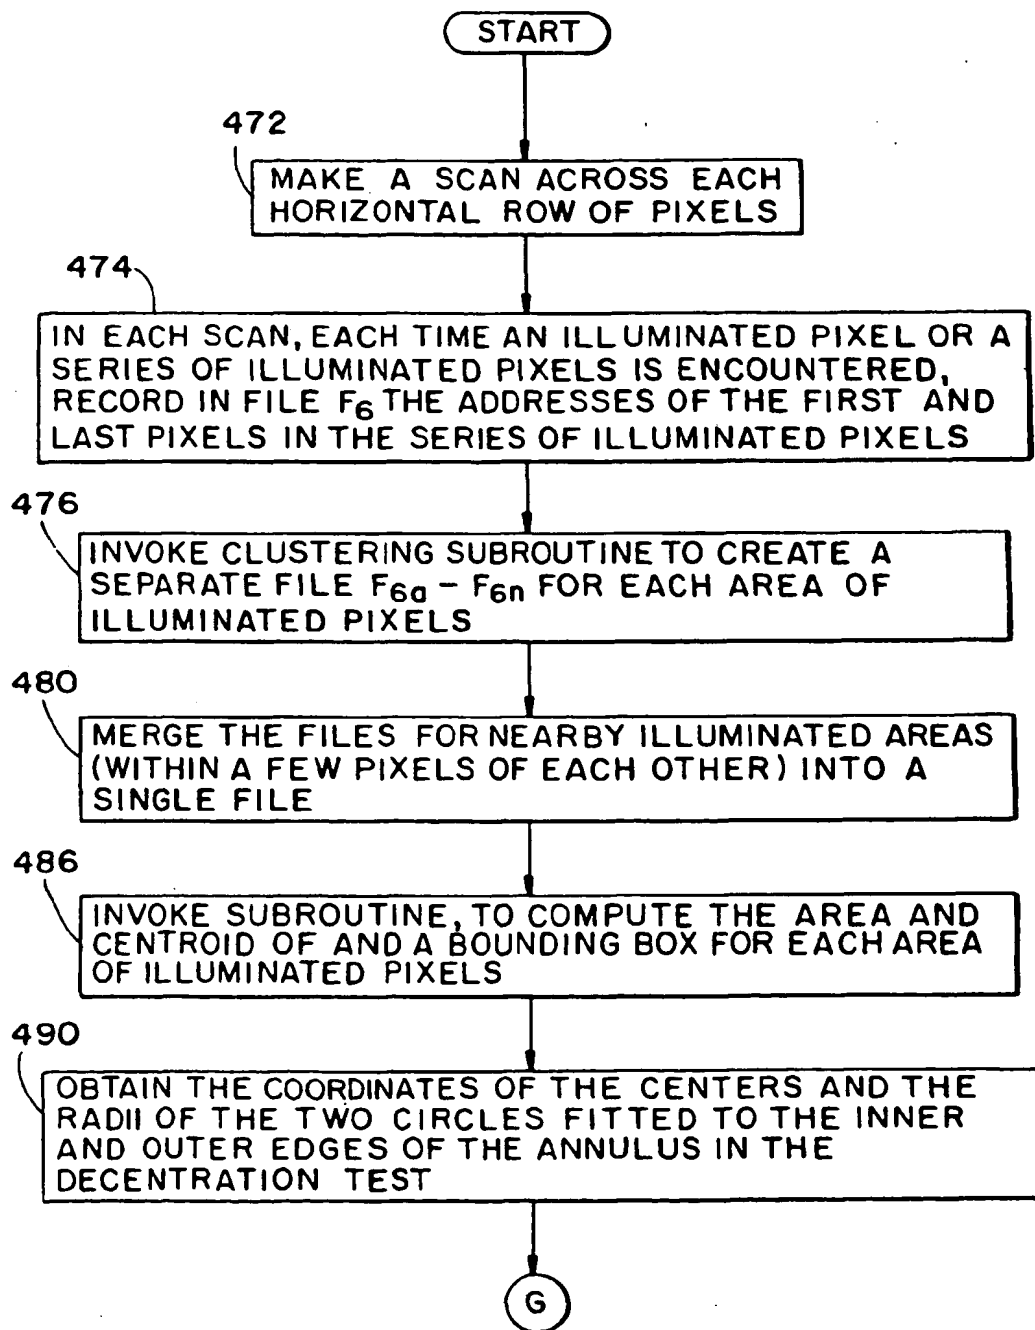 START
472
MAKE A SCAN ACROSS EACH
HORIZONTAL ROW OF PIXELS
474
IN EACH SCAN, EACH TIME AN ILLUMINATED PIXEL OR A
SERIES OF ILLUMINATED PIXELS IS ENCOUNTERED,
RECORD IN FILE F6 THE ADDRESSES OF THE FIRST AND
LAST PIXELS IN THE SERIES OF ILLUMINATED PIXELS
476
INVOKE CLUSTERING SUBROUTINE TO CREATE A
SEPARATE FILE F6a – F6n FOR EACH AREA OF
ILLUMINATED PIXELS
480
MERGE THE FILES FOR NEARBY ILLUMINATED AREAS
(WITHIN A FEW PIXELS OF EACH OTHER) INTO A
SINGLE FILE
486
INVOKE SUBROUTINE, TO COMPUTE THE AREA AND
CENTROID OF AND A BOUNDING BOX FOR EACH AREA
OF ILLUMINATED PIXELS
490
OBTAIN THE COORDINATES OF THE CENTERS AND THE
RADII OF THE TWO CIRCLES FITTED TO THE INNER
AND OUTER EDGES OF THE ANNULUS IN THE
DECENTRATION TEST
G